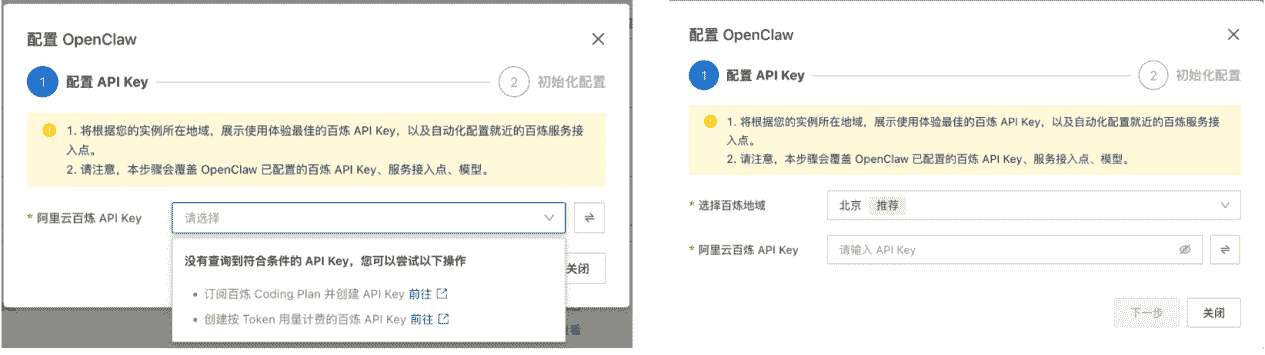 配置 OpenClaw
1 配置 API Key 2 初始化配置
1. 将根据您的实例所在地域，展示使用体验最佳的百炼 API Key，以及自动化配置就近的百炼服务接
入点。
2. 请注意，本步骤会覆盖 OpenClaw 已配置的百炼 API Key、服务接入点、模型。
* 阿里云百炼 API Key 请选择
没有查询到符合条件的 API Key，您可以尝试以下操作
• 订阅百炼 Coding Plan 并创建 API Key 前往
• 创建按 Token 用量计费的百炼 API Key 前往
关闭
看
配置 OpenClaw
1 配置 API Key 2 初始化配置
1. 将根据您的实例所在地域，展示使用体验最佳的百炼 API Key，以及自动化配置就近的百炼服务接
入点。
2. 请注意，本步骤会覆盖 OpenClaw 已配置的百炼 API Key、服务接入点、模型。
* 选择百炼地域 北京 推荐
* 阿里云百炼 API Key 请输入 API Key
下一步 关闭